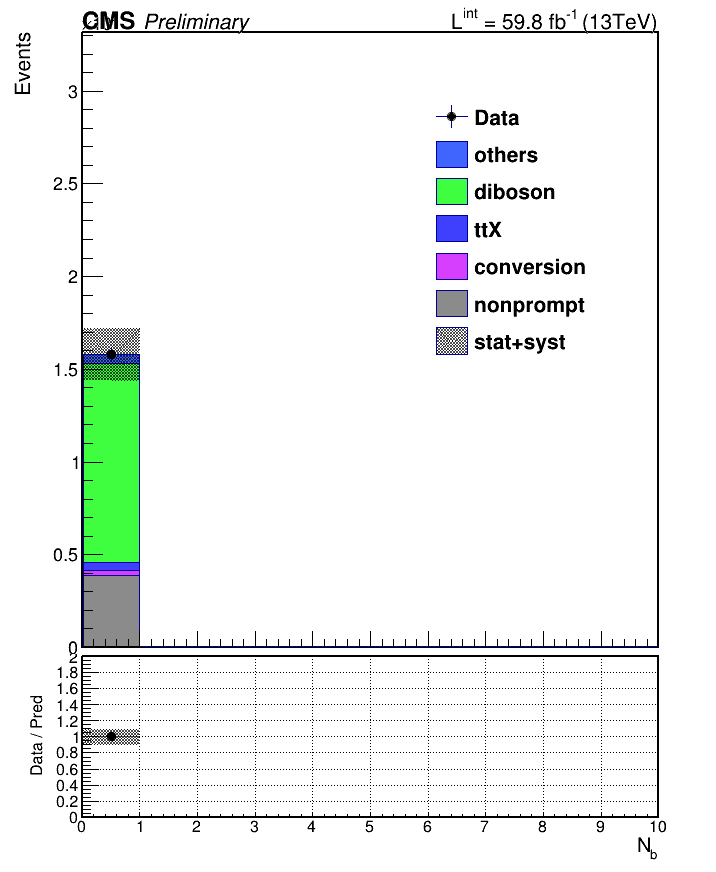 CMS Preliminary
L^int = 59.8 fb^-1 (13TeV)
Events
3
2.5
2
1.5
1
0.5
0
Data
others
diboson
ttX
conversion
nonprompt
stat+syst
Data / Pred
2
1.8
1.6
1.4
1.2
1
0.8
0.6
0.4
0.2
0
0 1 2 3 4 5 6 7 8 9 10
N_b